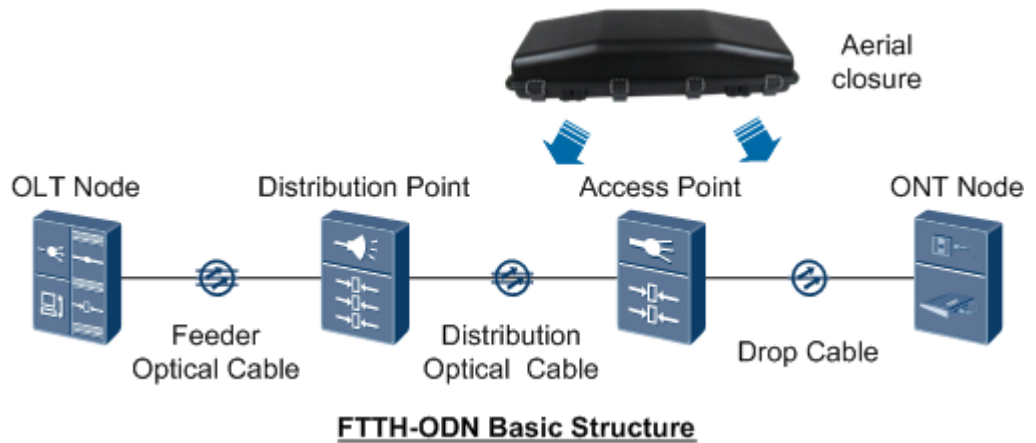 Aerial
closure
OLT Node
Distribution Point
Access Point
ONT Node
Feeder
Optical Cable
Distribution
Optical Cable
Drop Cable
FTTH-ODN Basic Structure